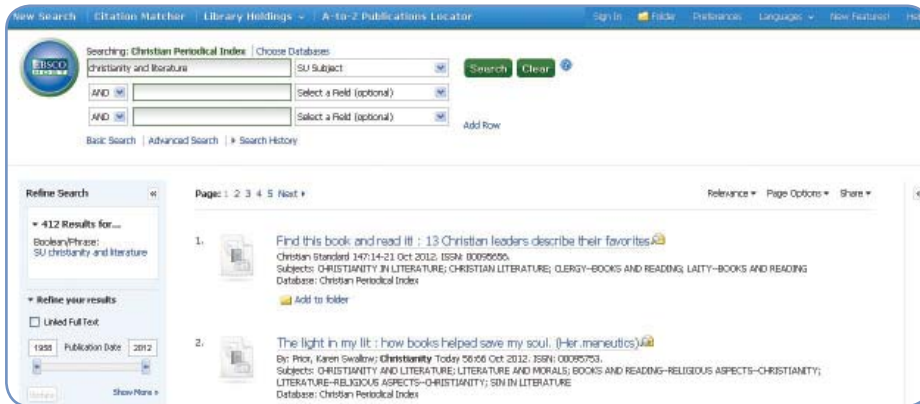 New Search | Citation Matcher | Library Holdings | A-to-Z Publications Locator
Sign In Folder Preferences Languages New Features!
Searching: Christian Periodical Index | Choose Databases
EBSCO HOST
christianity and literature SU Subject Search Clear
AND Select a Field (optional)
AND Select a Field (optional) Add Row
Basic Search | Advanced Search | Search History
Refine Search «
Page: 1 2 3 4 5 Next Relevance Page Options Share
412 Results for...
Boolean/Phrase:
SU christianity and literature
Refine your results
Linked Full Text
1958 Publication Date 2012
Show More »
1. Find this book and read it! : 13 Christian leaders describe their favorites
Christian Standard 147:14-21 Oct 2012. ISSN: 00095656.
Subjects: CHRISTIANITY IN LITERATURE; CHRISTIAN LITERATURE; CLERGY--BOOKS AND READING; LAITY--BOOKS AND READING
Database: Christian Periodical Index
Add to folder
2. The light in my lit : how books helped save my soul. (Her.meneutics)
By: Prior, Karen Swallow; Christianity Today 56:66 Oct 2012. ISSN: 00095753.
Subjects: CHRISTIANITY AND LITERATURE; LITERATURE AND MORALS; BOOKS AND READING--RELIGIOUS ASPECTS--CHRISTIANITY;
LITERATURE--RELIGIOUS ASPECTS--CHRISTIANITY; SIN IN LITERATURE
Database: Christian Periodical Index